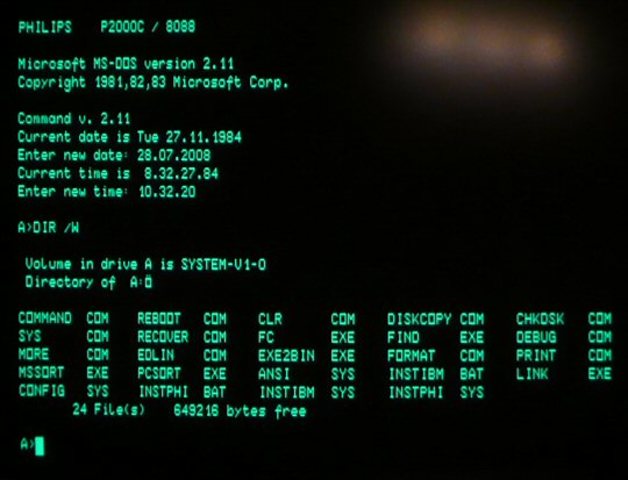 PHILIPS P2000C / 8088
Microsoft MS-DOS version 2.11
Copyright 1981,82,83 Microsoft Corp.
Command v. 2.11
Current date is Tue 27.11.1984
Enter new date: 28.07.2008
Current time is 8.32.27.84
Enter new time: 10.32.20
A>DIR /W
Volume in drive A is SYSTEM-V1-0
Directory of A:Ö
COMMAND COM REBOOT COM CLR COM DISKCOPY COM CHKDSK COM
SYS COM RECOVER COM FC EXE FIND EXE DEBUG COM
MORE COM EDLIN COM EXE2BIN EXE FORMAT COM PRINT COM
MSSORT EXE PCSORT EXE ANSI SYS INSTIBM BAT LINK EXE
CONFIG SYS INSTPHI BAT INSTIBM SYS INSTPHI SYS
24 File(s) 649216 bytes free
A>